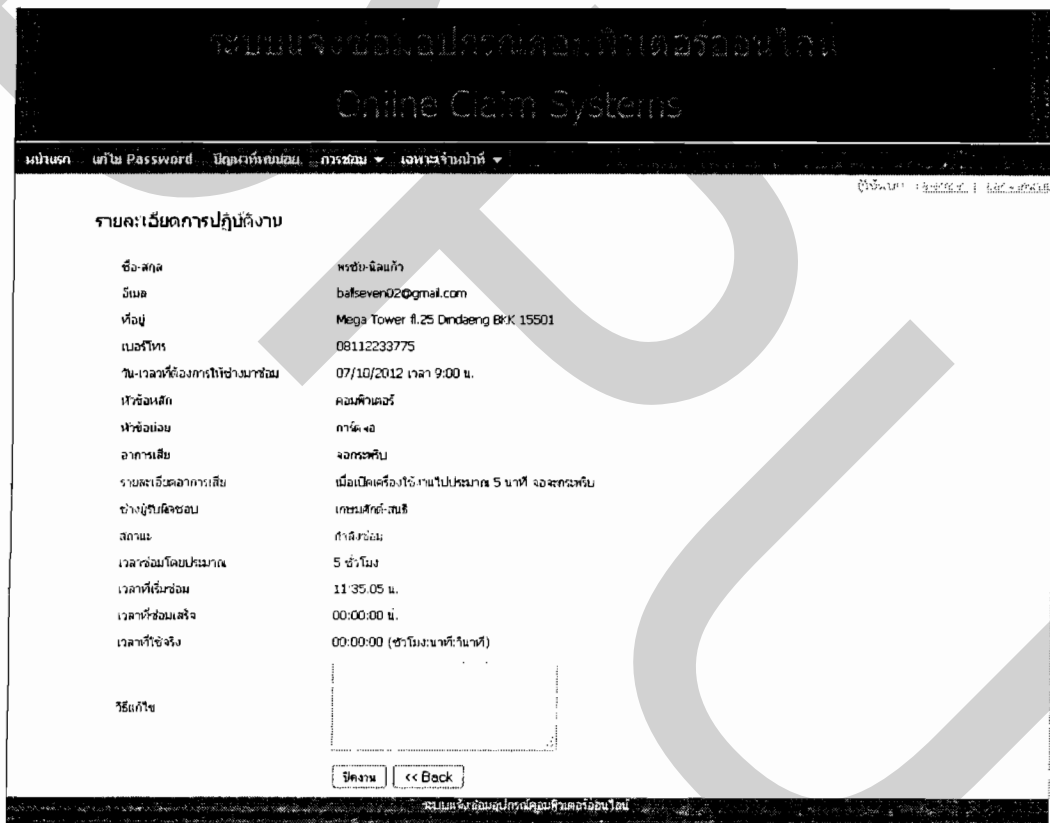 ระบบแจ้งซ่อมอุปกรณ์คอมพิวเตอร์ออนไลน์
Online Claim Systems
หน้าแรก แก้ไข Password ปัญหาที่พบบ่อย การซ่อม เฉพาะเจ้าหน้าที่
รายละเอียดการปฏิบัติงาน
ชื่อ-สกุล พรชัย-นิลแก้ว
อีเมล ballseven02@gmail.com
ที่อยู่ Mega Tower fl.25 Dindaeng BKK 15501
เบอร์โทร 08112233775
วัน-เวลาที่ต้องการให้ช่างมาซ่อม 07/10/2012 เวลา 9:00 น.
หัวข้อหลัก คอมพิวเตอร์
หัวข้อย่อย การ์ดจอ
อาการเสีย จอกระพริบ
รายละเอียดอาการเสีย เมื่อเปิดเครื่องใช้งานไปประมาณ 5 นาที จอจะกระพริบ
ช่างผู้รับผิดชอบ เกษมศักดิ์-สนธิ
สถานะ กำลังซ่อม
เวลาซ่อมโดยประมาณ 5 ชั่วโมง
เวลาที่เริ่มซ่อม 11:35:05 น.
เวลาที่ซ่อมเสร็จ 00:00:00 น.
เวลาที่ใช้จริง 00:00:00 (ชั่วโมง:นาที:วินาที)
วิธีแก้ไข
ปิดงาน << Back
ระบบแจ้งซ่อมอุปกรณ์คอมพิวเตอร์ออนไลน์